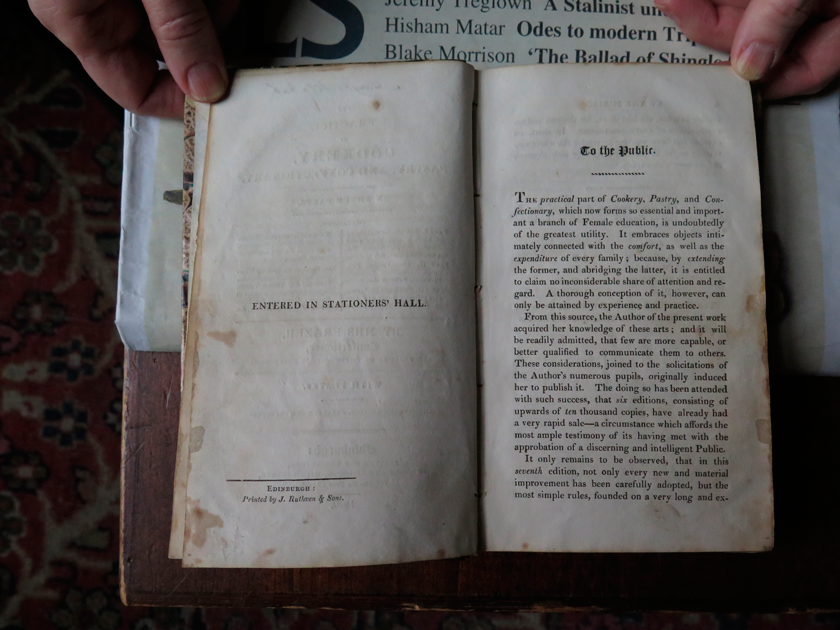 Jeremy Treglown A Stalinist
Hisham Matar Odes to modern
Blake Morrison ‘The Ballad of Shingle
ENTERED IN STATIONERS' HALL.
EDINBURGH:
Printed by J. Ruthven & Sons.
To the Public.
THE practical part of Cookery, Pastry, and Con-
fectionary, which now forms so essential and import-
ant a branch of Female education, is undoubtedly
of the greatest utility. It embraces objects inti-
mately connected with the comfort, as well as the
expenditure of every family; because, by extending
the former, and abridging the latter, it is entitled
to claim no inconsiderable share of attention and re-
gard. A thorough conception of it, however, can
only be attained by experience and practice.
From this source, the Author of the present work
acquired her knowledge of these arts; and it will
be readily admitted, that few are more capable, or
better qualified to communicate them to others.
These considerations, joined to the solicitations of
the Author's numerous pupils, originally induced
her to publish it. The doing so has been attended
with such success, that six editions, consisting of
upwards of ten thousand copies, have already had
a very rapid sale—a circumstance which affords the
most ample testimony of its having met with the
approbation of a discerning and intelligent Public.
It only remains to be observed, that in this
seventh edition, not only every new and material
improvement has been carefully adopted, but the
most simple rules, founded on a very long and ex-